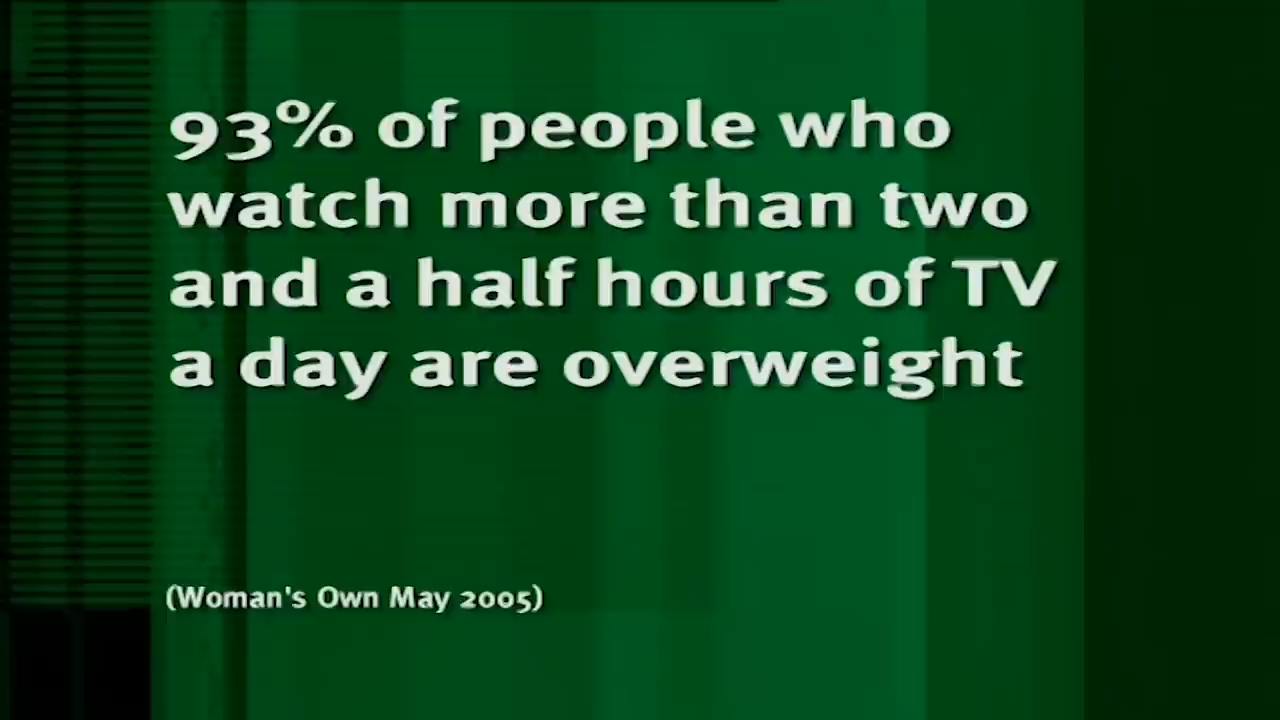 93% of people who
watch more than two
and a half hours of TV
a day are overweight
(Woman's Own May 2005)